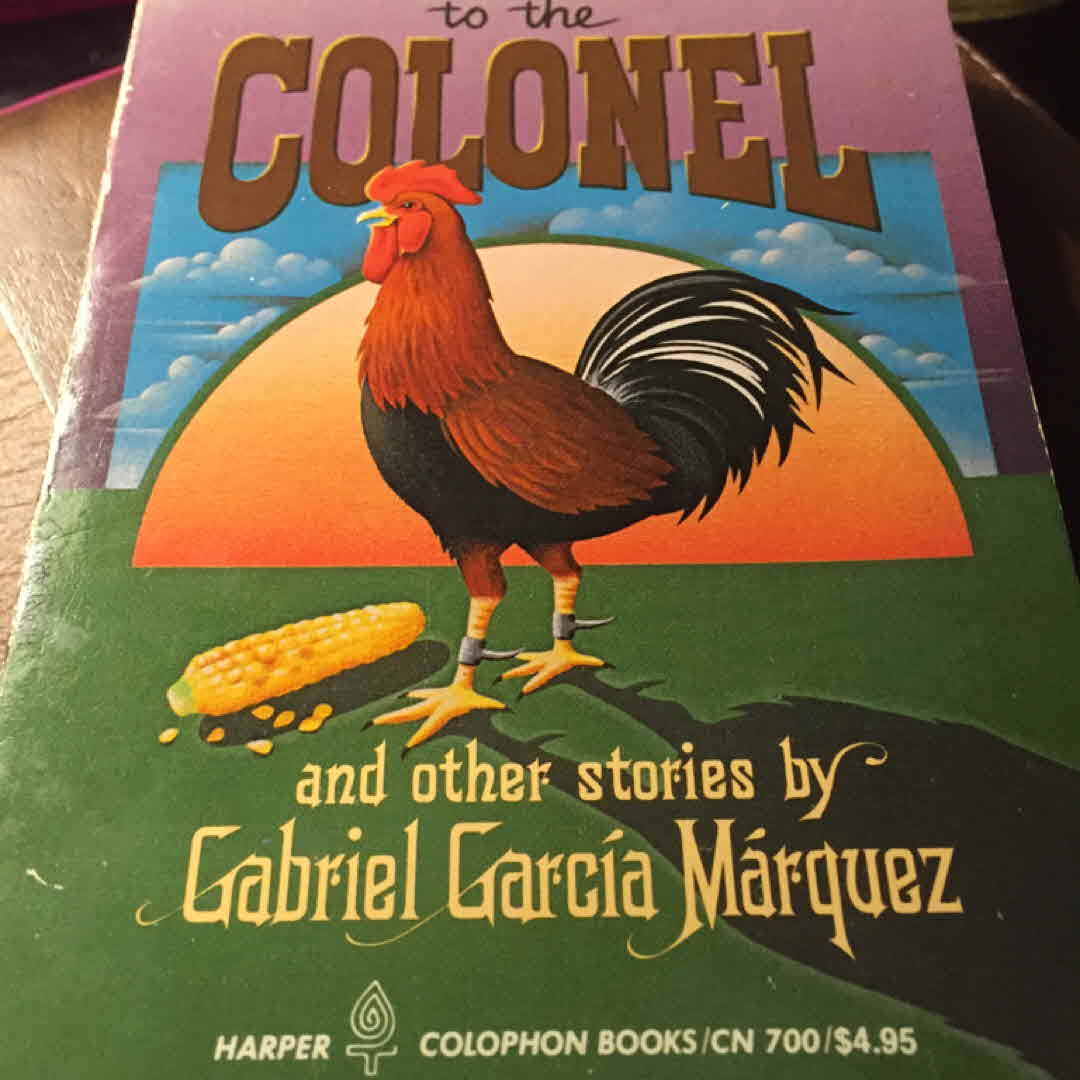 to the
COLONEL
and other stories by
Gabriel García Márquez
HARPER COLOPHON BOOKS/CN 700/$4.95